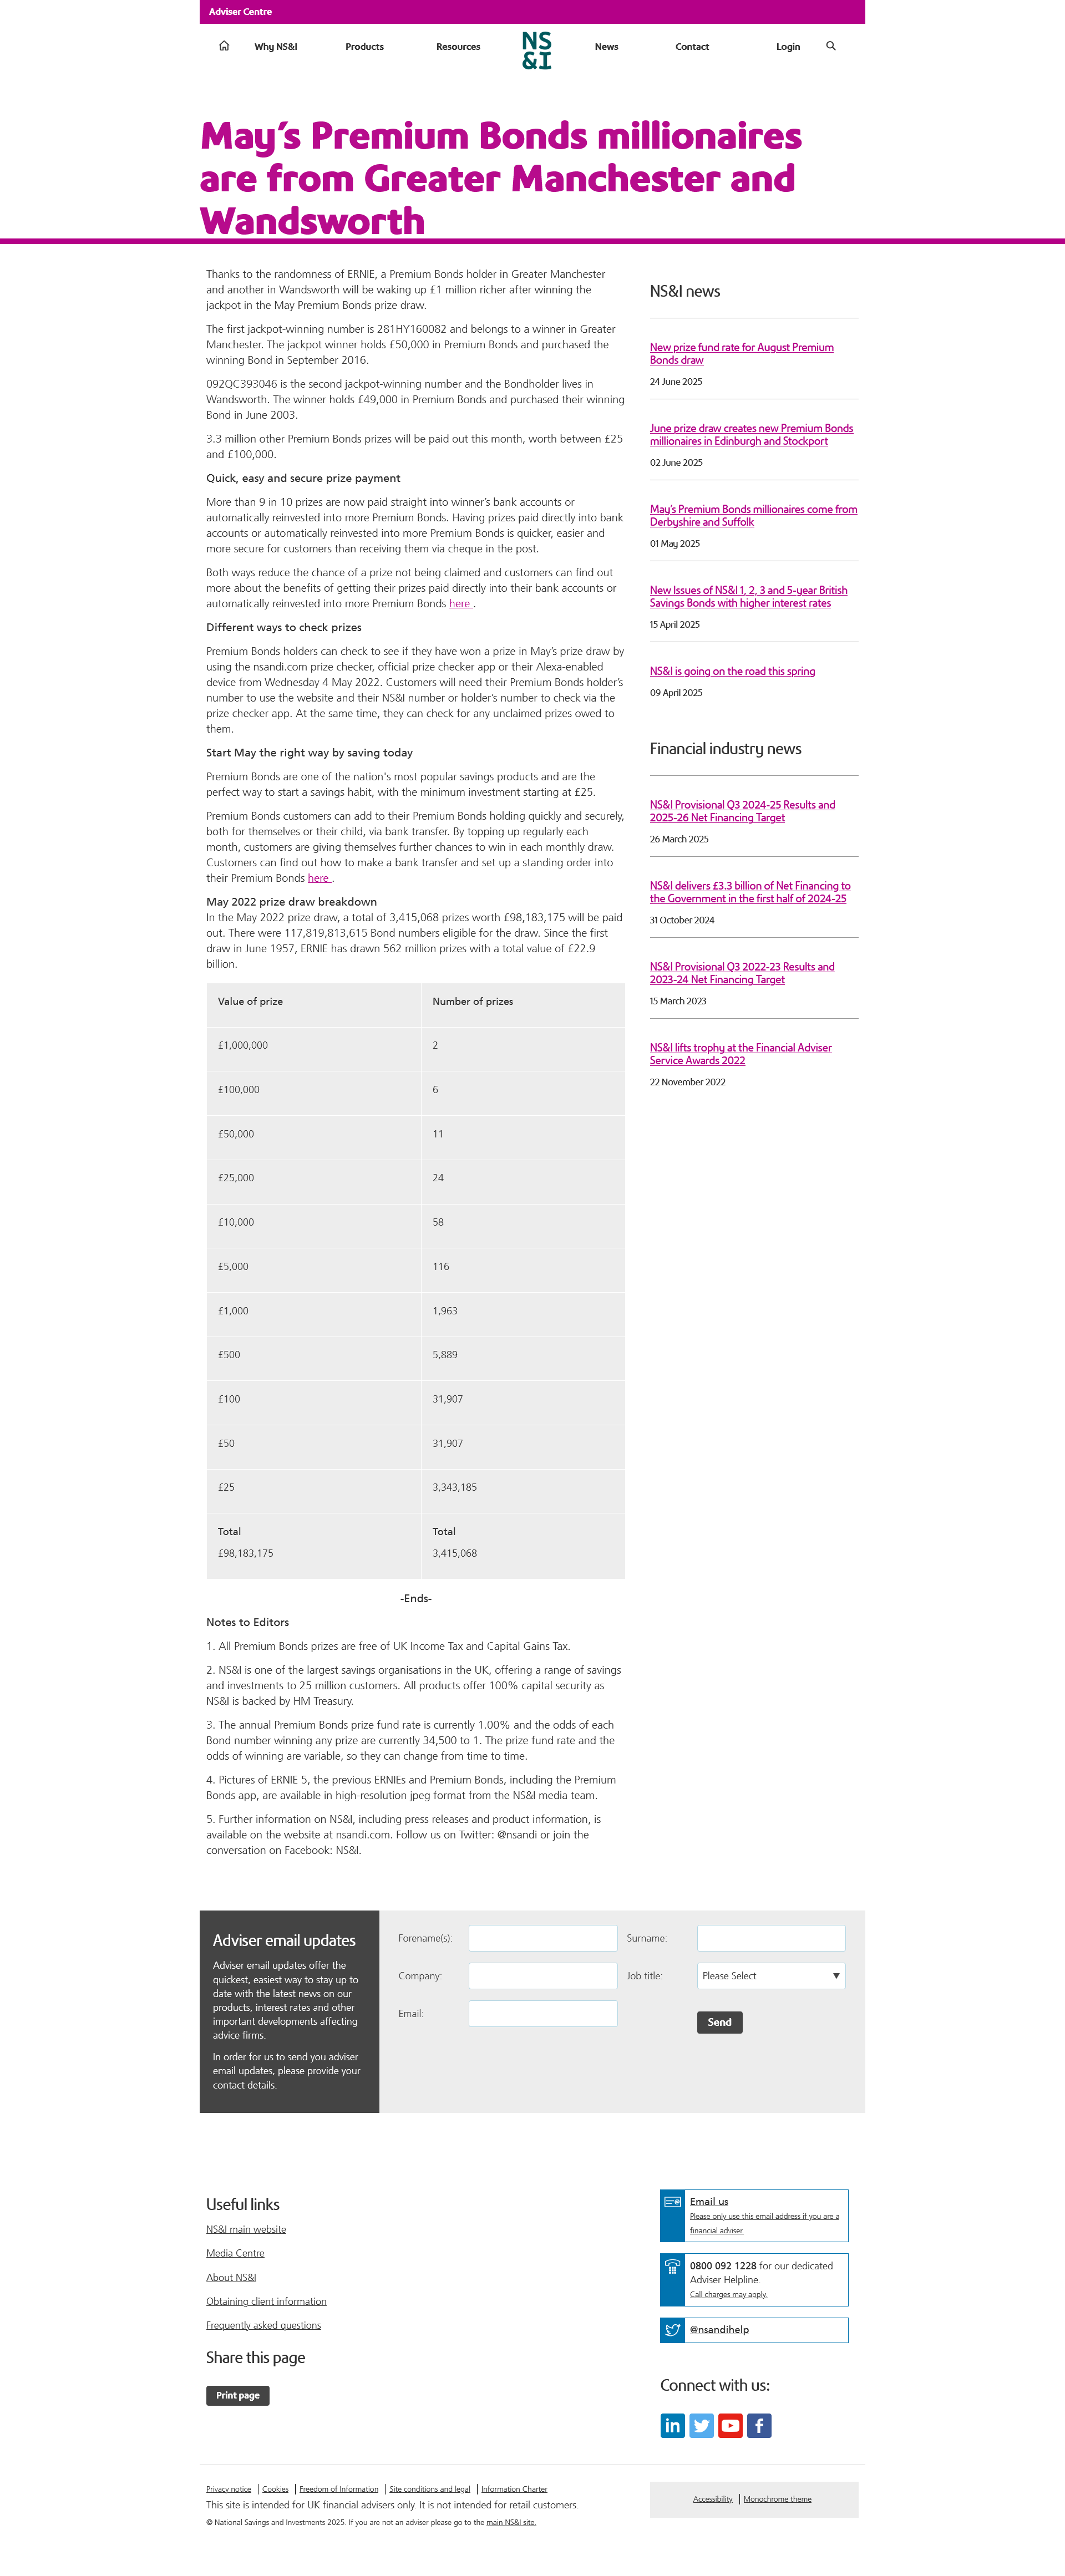 Adviser Centre
Why NS&I
Products
Resources
NS
&I
News
Contact
Login
May's Premium Bonds millionaires
are from Greater Manchester and
Wandsworth
Thanks to the randomness of ERNIE, a Premium Bonds holder in Greater Manchester
and another in Wandsworth will be waking up £1 million richer after winning the
jackpot in the May Premium Bonds prize draw.
The first jackpot-winning number is 281HY160082 and belongs to a winner in Greater
Manchester. The jackpot winner holds £50,000 in Premium Bonds and purchased the
winning Bond in September 2016.
092QC393046 is the second jackpot-winning number and the Bondholder lives in
Wandsworth. The winner holds £49,000 in Premium Bonds and purchased their winning
Bond in June 2003.
3.3 million other Premium Bonds prizes will be paid out this month, worth between £25
and £100,000.
Quick, easy and secure prize payment
More than 9 in 10 prizes are now paid straight into winner's bank accounts or
automatically reinvested into more Premium Bonds. Having prizes paid directly into bank
accounts or automatically reinvested into more Premium Bonds is quicker, easier and
more secure for customers than receiving them via cheque in the post.
Both ways reduce the chance of a prize not being claimed and customers can find out
more about the benefits of getting their prizes paid directly into their bank accounts or
automatically reinvested into more Premium Bonds here .
Different ways to check prizes
Premium Bonds holders can check to see if they have won a prize in May's prize draw by
using the nsandi.com prize checker, official prize checker app or their Alexa-enabled
device from Wednesday 4 May 2022. Customers will need their Premium Bonds holder's
number to use the website and their NS&I number or holder's number to check via the
prize checker app. At the same time, they can check for any unclaimed prizes owed to
them.
Start May the right way by saving today
Premium Bonds are one of the nation's most popular savings products and are the
perfect way to start a savings habit, with the minimum investment starting at £25.
Premium Bonds customers can add to their Premium Bonds holding quickly and securely,
both for themselves or their child, via bank transfer. By topping up regularly each
month, customers are giving themselves further chances to win in each monthly draw.
Customers can find out how to make a bank transfer and set up a standing order into
their Premium Bonds here .
May 2022 prize draw breakdown
In the May 2022 prize draw, a total of 3,415,068 prizes worth £98,183,175 will be paid
out. There were 117,819,813,615 Bond numbers eligible for the draw. Since the first
draw in June 1957, ERNIE has drawn 562 million prizes with a total value of £22.9
billion.
Value of prize Number of prizes
£1,000,000 2
£100,000 6
£50,000 11
£25,000 24
£10,000 58
£5,000 116
£1,000 1,963
£500 5,889
£100 31,907
£50 31,907
£25 3,343,185
Total Total
£98,183,175 3,415,068
-Ends-
Notes to Editors
1. All Premium Bonds prizes are free of UK Income Tax and Capital Gains Tax.
2. NS&I is one of the largest savings organisations in the UK, offering a range of savings
and investments to 25 million customers. All products offer 100% capital security as
NS&I is backed by HM Treasury.
3. The annual Premium Bonds prize fund rate is currently 1.00% and the odds of each
Bond number winning any prize are currently 34,500 to 1. The prize fund rate and the
odds of winning are variable, so they can change from time to time.
4. Pictures of ERNIE 5, the previous ERNIEs and Premium Bonds, including the Premium
Bonds app, are available in high-resolution jpeg format from the NS&I media team.
5. Further information on NS&I, including press releases and product information, is
available on the website at nsandi.com. Follow us on Twitter: @nsandi or join the
conversation on Facebook: NS&I.
NS&I news
New prize fund rate for August Premium
Bonds draw
24 June 2025
June prize draw creates new Premium Bonds
millionaires in Edinburgh and Stockport
02 June 2025
May's Premium Bonds millionaires come from
Derbyshire and Suffolk
01 May 2025
New Issues of NS&I 1, 2, 3 and 5-year British
Savings Bonds with higher interest rates
15 April 2025
NS&I is going on the road this spring
09 April 2025
Financial industry news
NS&I Provisional Q3 2024-25 Results and
2025-26 Net Financing Target
26 March 2025
NS&I delivers £3.3 billion of Net Financing to
the Government in the first half of 2024-25
31 October 2024
NS&I Provisional Q3 2022-23 Results and
2023-24 Net Financing Target
15 March 2023
NS&I lifts trophy at the Financial Adviser
Service Awards 2022
22 November 2022
Adviser email updates
Adviser email updates offer the
quickest, easiest way to stay up to
date with the latest news on our
products, interest rates and other
important developments affecting
advice firms.
In order for us to send you adviser
email updates, please provide your
contact details.
Forename(s):
Surname:
Company:
Job title:
Please Select
Email:
Send
Useful links
NS&I main website
Media Centre
About NS&I
Obtaining client information
Frequently asked questions
Share this page
Print page
Email us
Please only use this email address if you are a
financial adviser.
0800 092 1228 for our dedicated
Adviser Helpline.
Call charges may apply.
@nsandihelp
Connect with us:
Privacy notice Cookies Freedom of Information Site conditions and legal Information Charter
This site is intended for UK financial advisers only. It is not intended for retail customers.
© National Savings and Investments 2025. If you are not an adviser please go to the main NS&I site.
Accessibility Monochrome theme